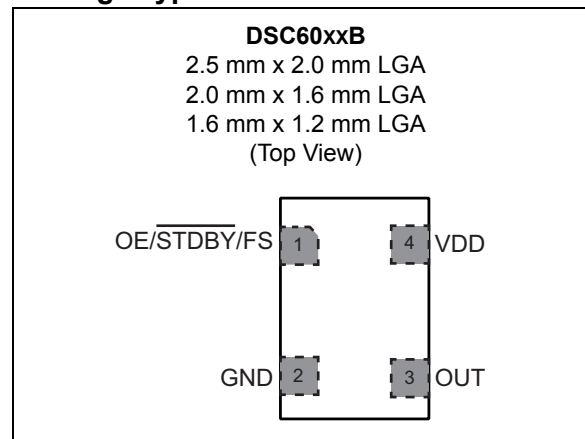 DSC60xxB
2.5 mm x 2.0 mm LGA
2.0 mm x 1.6 mm LGA
1.6 mm x 1.2 mm LGA
(Top View)
OE/STDBY/FS 1 4 VDD
GND 2 3 OUT